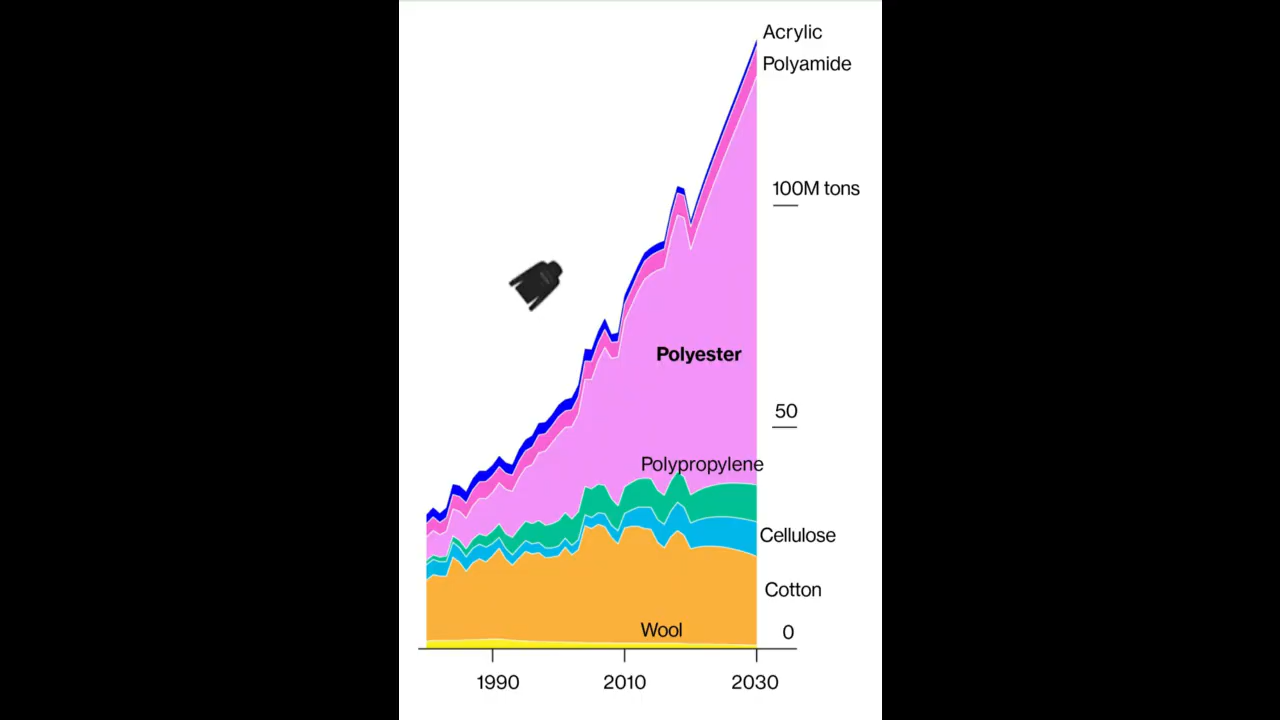 Acrylic
Polyamide
100M tons
Polyester
50
Polypropylene
Cellulose
Cotton
Wool
0
1990 2010 2030